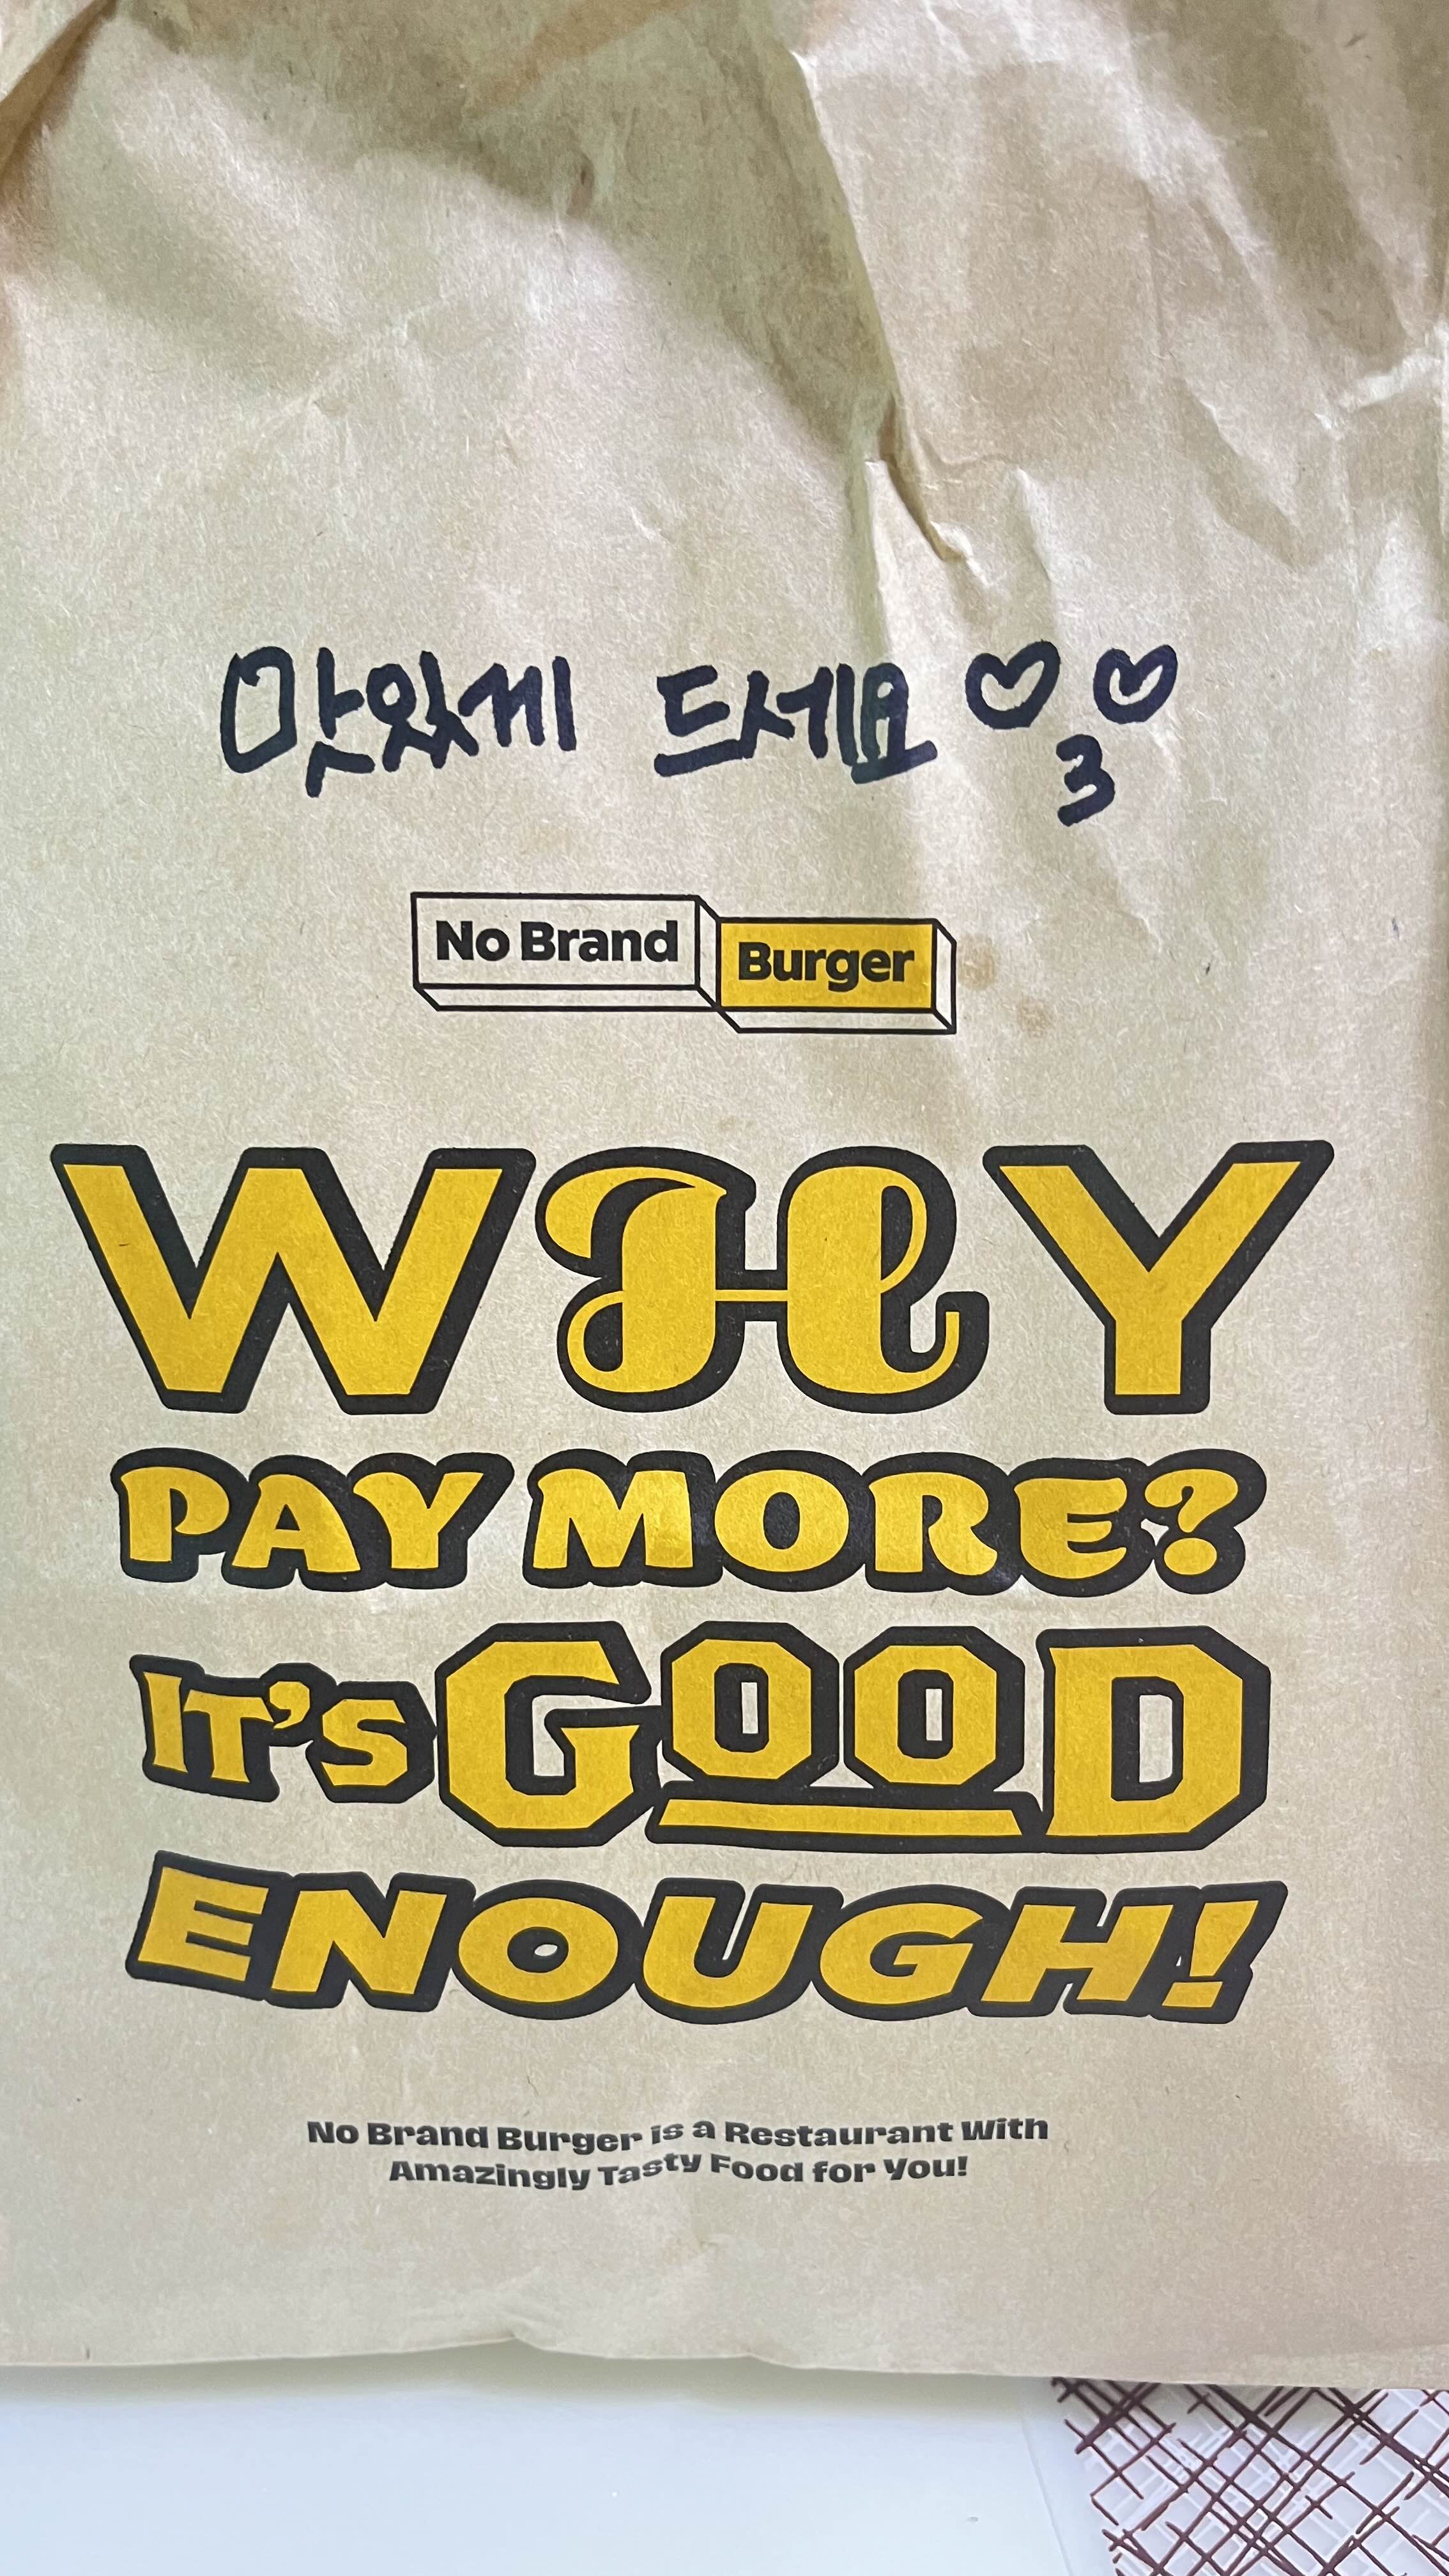 맛있게 드세요 ♡3♡
No Brand Burger
WHY
PAY MORE?
IT'S GOOD
ENOUGH!
No Brand Burger is a Restaurant With
Amazingly Tasty Food for You!